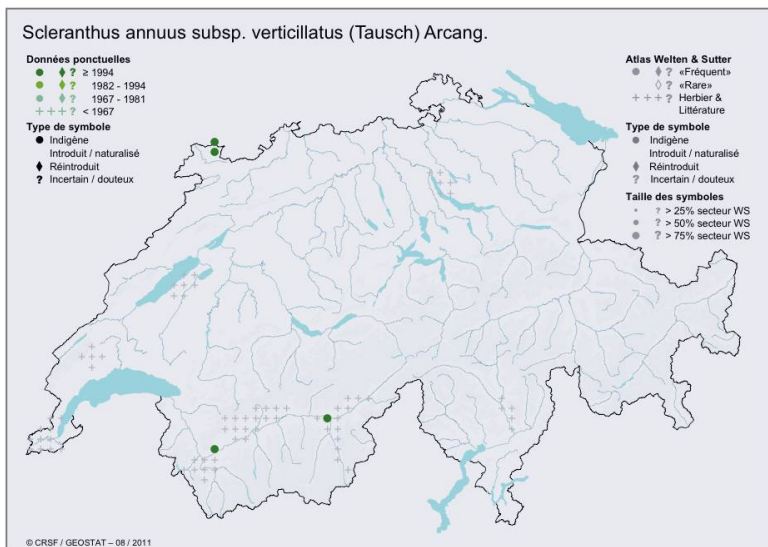 Scleranthus annuus subsp. verticillatus (Tausch) Arcang.
Données ponctuelles
? ≥ 1994
? 1982 - 1994
? 1967 - 1981
+++? < 1967
Type de symbole
Indigène
Introduit / naturalisé
Réintroduit
? Incertain / douteux
Atlas Welten & Sutter
? «Fréquent»
? «Rare»
+++? Herbier &
Littérature
Type de symbole
Indigène
Introduit / naturalisé
Réintroduit
? Incertain / douteux
Taille des symboles
? > 25% secteur WS
? > 50% secteur WS
? > 75% secteur WS
© CRSF / GEOSTAT – 08 / 2011